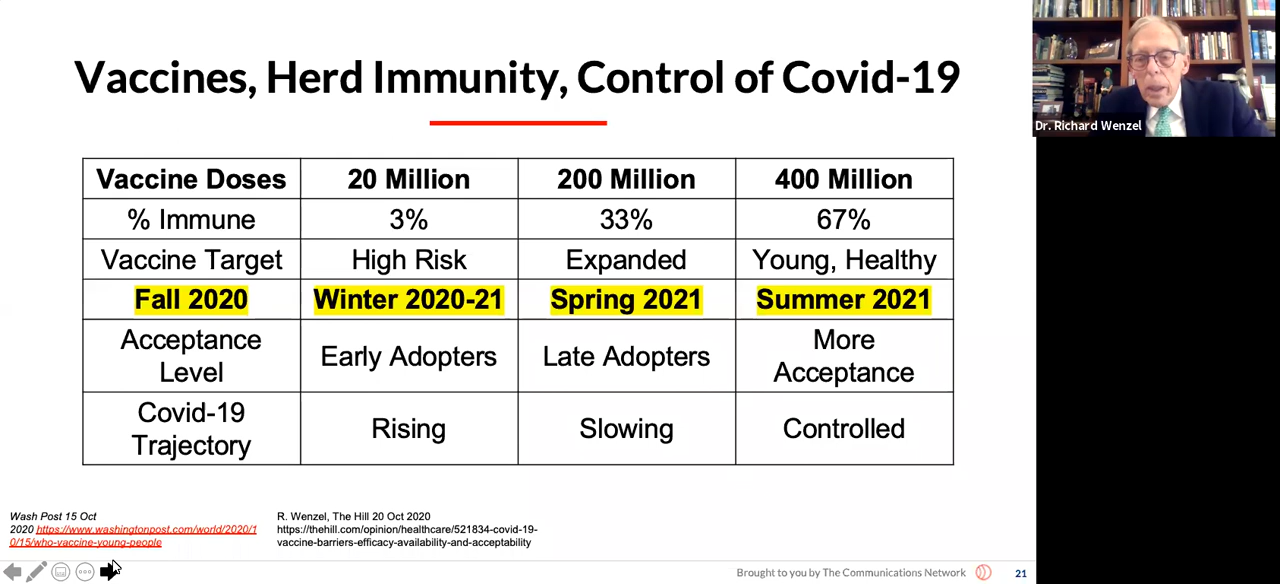 Vaccines, Herd Immunity, Control of Covid-19
Dr. Richard Wenzel
Vaccine Doses 20 Million 200 Million 400 Million
% Immune 3% 33% 67%
Vaccine Target High Risk Expanded Young, Healthy
Fall 2020 Winter 2020-21 Spring 2021 Summer 2021
Acceptance
Level
Early Adopters Late Adopters
More
Acceptance
Covid-19
Trajectory
Rising Slowing Controlled
Wash Post 15 Oct
2020 https://www.washingtonpost.com/world/2020/1
0/15/who-vaccine-young-people
R. Wenzel, The Hill 20 Oct 2020
https://thehill.com/opinion/healthcare/521834-covid-19-
vaccine-barriers-efficacy-availability-and-acceptability
Brought to you by The Communications Network
21